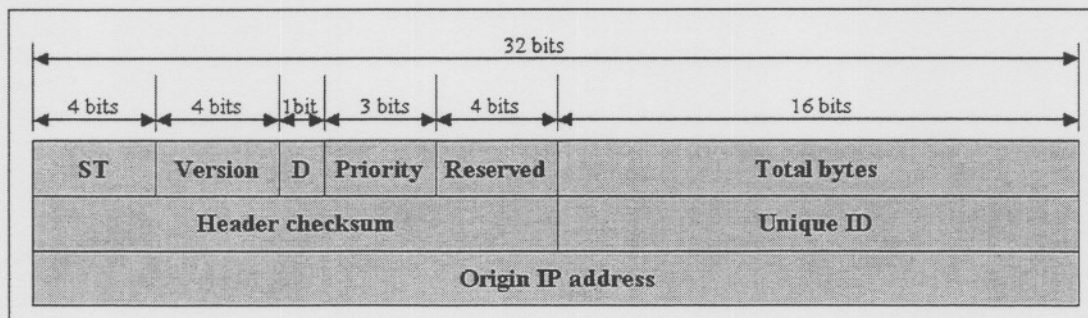 32 bits
4 bits 4 bits 1bit 3 bits 4 bits 16 bits
ST Version D Priority Reserved Total bytes
Header checksum Unique ID
Origin IP address